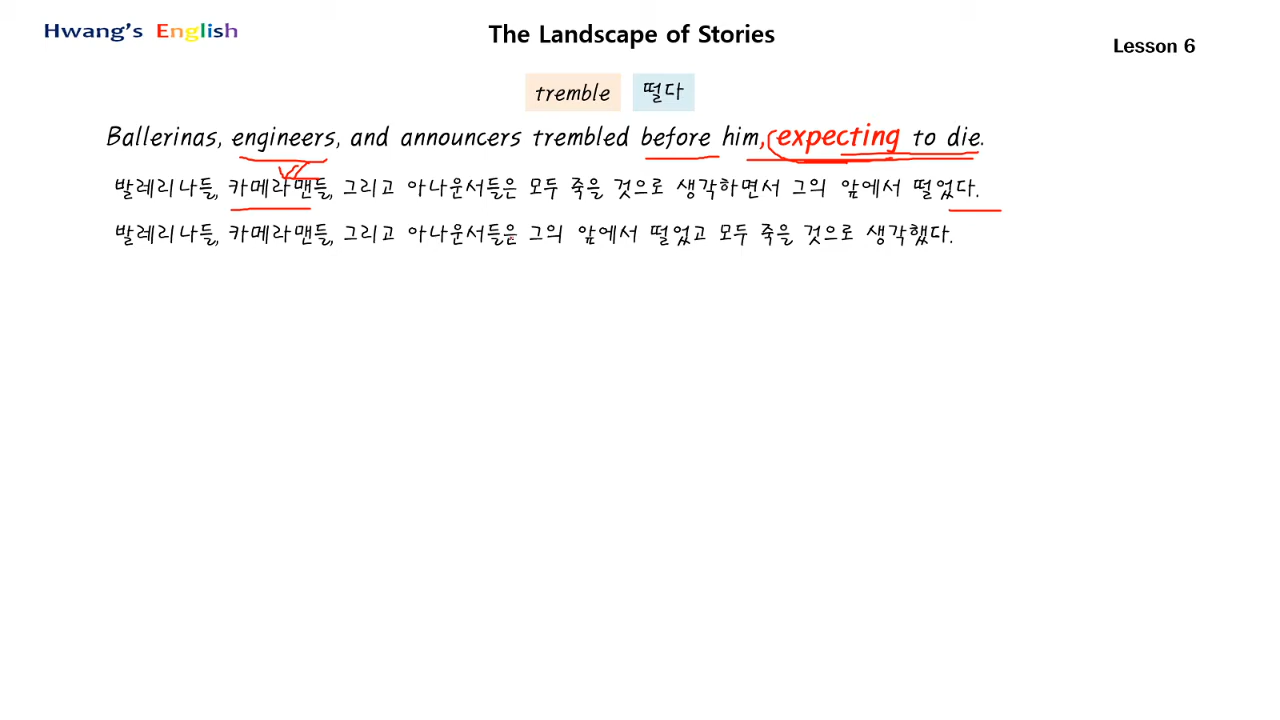 Hwang's English
The Landscape of Stories
Lesson 6
tremble 떨다
Ballerinas, engineers, and announcers trembled before him, expecting to die.
발레리나들, 카메라맨들, 그리고 아나운서들은 모두 죽을 것으로 생각하면서 그의 앞에서 떨었다.
발레리나들, 카메라맨들, 그리고 아나운서들은 그의 앞에서 떨었고 모두 죽을 것으로 생각했다.